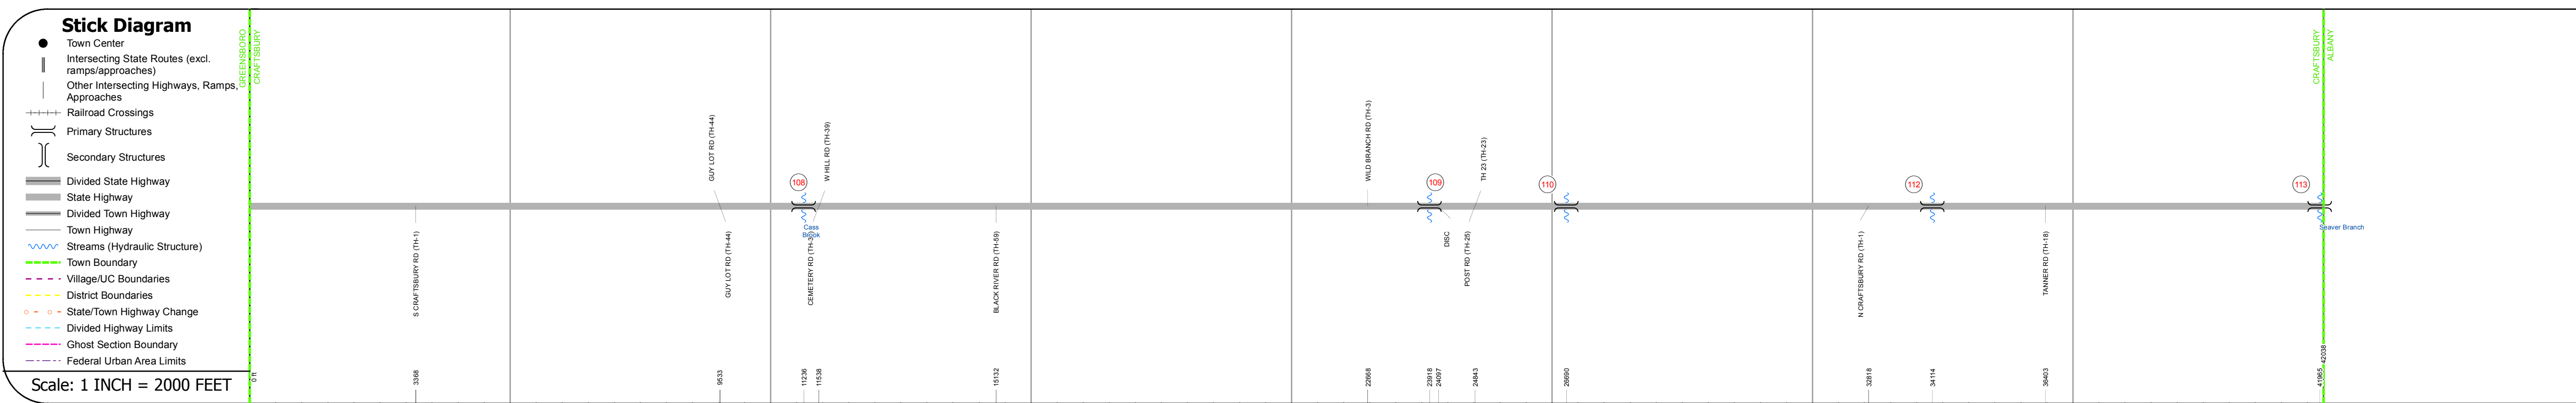 Stick Diagram
Town Center
Intersecting State Routes (excl.
ramps/approaches)
Other Intersecting Highways, Ramps,
Approaches
Railroad Crossings
Primary Structures
Secondary Structures
Divided State Highway
State Highway
Divided Town Highway
Town Highway
Streams (Hydraulic Structure)
Town Boundary
Village/UC Boundaries
District Boundaries
State/Town Highway Change
Divided Highway Limits
Ghost Section Boundary
Federal Urban Area Limits
Scale: 1 INCH = 2000 FEET
GREENSBORO
CRAFTSBURY
S CRAFTSBURY RD (TH-1)
GUY LOT RD (TH-44)
GUY LOT RD (TH-44)
108
Cass
Brook
W HILL RD (TH-39)
CEMETERY RD (TH-39)
BLACK RIVER RD (TH-59)
WILD BRANCH RD (TH-3)
109
DISC
POST RD (TH-25)
TH 23 (TH-23)
110
N CRAFTSBURY RD (TH-1)
112
TANNER RD (TH-18)
113
Seaver Branch
CRAFTSBURY
ALBANY
0 ft
3368
9533
11236
11538
15132
22668
23918
24097
24843
26690
32818
34114
36403
41965
42038